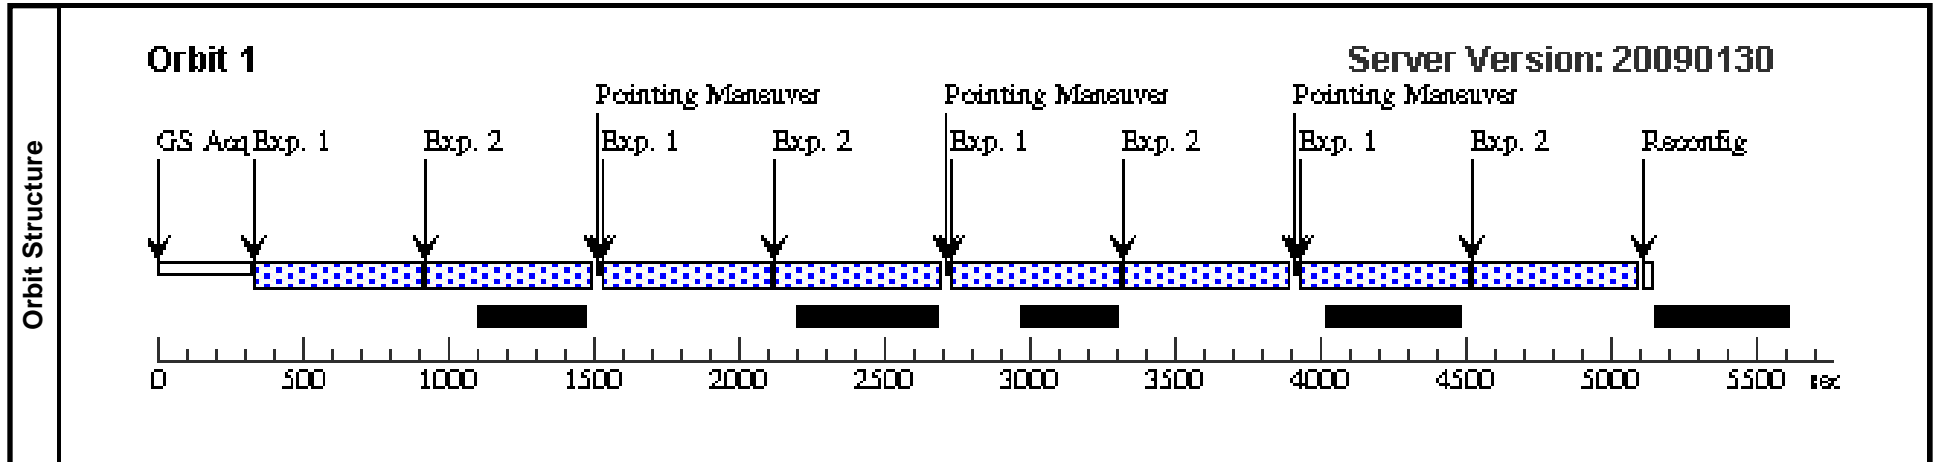 Orbit Structure
Orbit 1 Server Version: 20090130
Pointing Maneuver Pointing Maneuver Pointing Maneuver
GS Acq Exp. 1 Exp. 2 Exp. 1 Exp. 2 Exp. 1 Exp. 2 Exp. 1 Exp. 2 Reconfig
0 500 1000 1500 2000 2500 3000 3500 4000 4500 5000 5500 sec